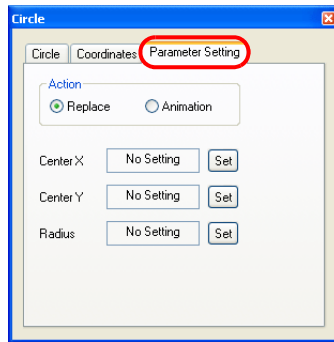 Circle
Circle Coordinates Parameter Setting
Action
Replace Animation
Center X No Setting Set
Center Y No Setting Set
Radius No Setting Set